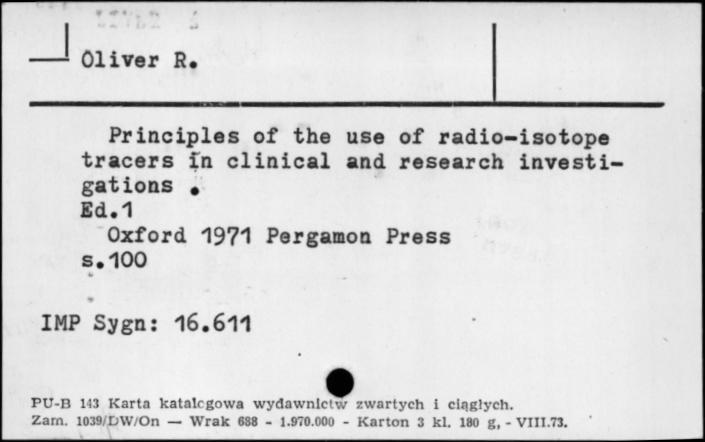 Oliver R.
Principles of the use of radio-isotope
tracers in clinical and research investi-
gations .
Ed.1
Oxford 1971 Pergamon Press
s.100
IMP Sygn: 16.611
PU-B 143 Karta katalogowa wydawnictw zwartych i ciągłych.
Zam. 1039/DW/On — Wrak 688 - 1.970.000 - Karton 3 kl. 180 g, - VIII.73.